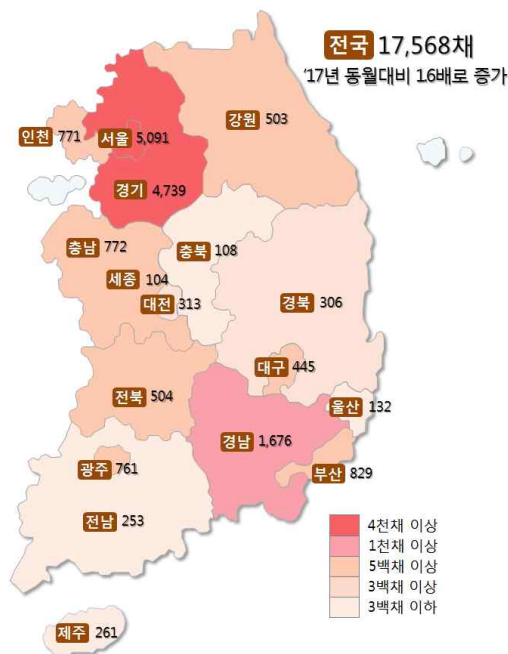 전국 17,568채
'17년 동월대비 1.6배로 증가
강원 503
인천 771
서울 5,091
경기 4,739
충남 772
충북 108
세종 104
대전 313
경북 306
대구 445
전북 504
울산 132
경남 1,676
광주 761
부산 829
전남 253
제주 261
4천채 이상
1천채 이상
5백채 이상
3백채 이상
3백채 이하